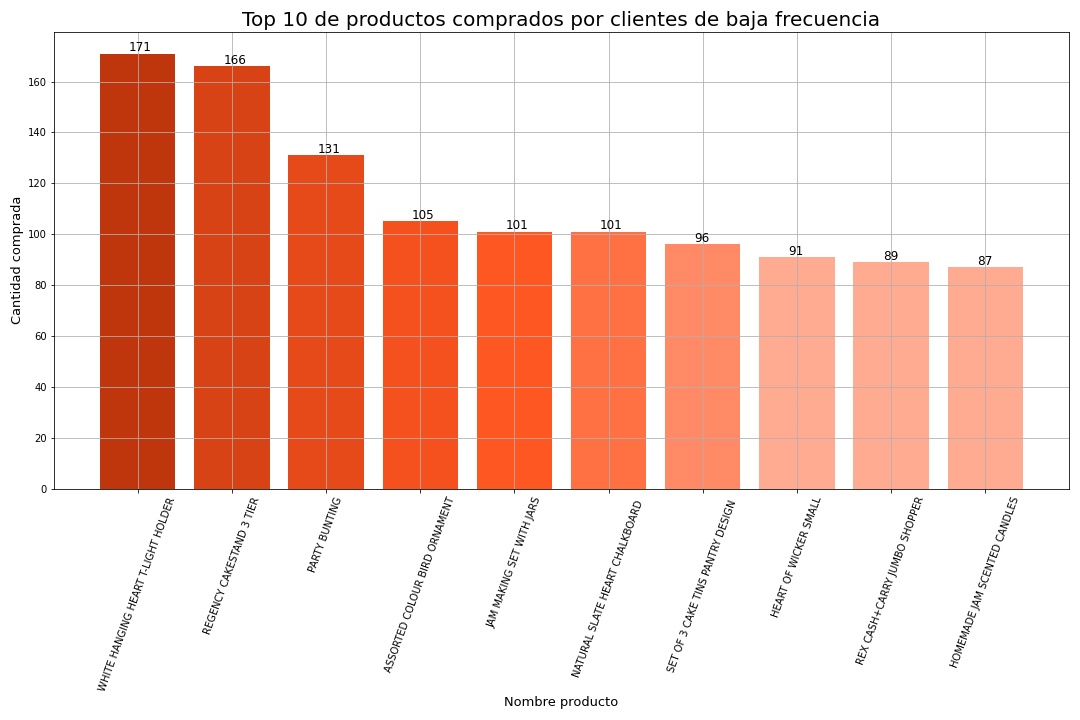 Top 10 de productos comprados por clientes de baja frecuencia
Cantidad comprada
160
140
120
100
80
60
40
20
0
171
166
131
105
101
101
96
91
89
87
WHITE HANGING HEART T-LIGHT HOLDER
REGENCY CAKESTAND 3 TIER
PARTY BUNTING
ASSORTED COLOUR BIRD ORNAMENT
JAM MAKING SET WITH JARS
NATURAL SLATE HEART CHALKBOARD
SET OF 3 CAKE TINS PANTRY DESIGN
HEART OF WICKER SMALL
REX CASH+CARRY JUMBO SHOPPER
HOMEMADE JAM SCENTED CANDLES
Nombre producto